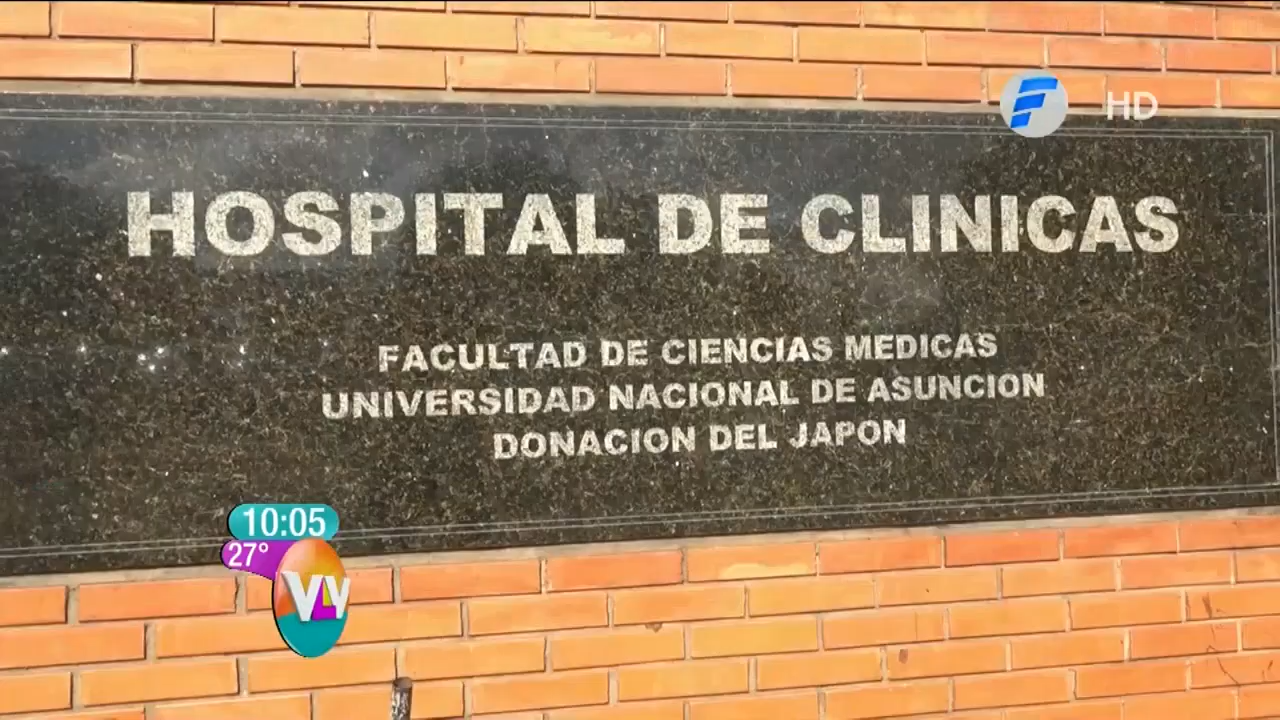 HD
HOSPITAL DE CLINICAS
FACULTAD DE CIENCIAS MEDICAS
UNIVERSIDAD NACIONAL DE ASUNCION
DONACION DEL JAPON
10:05
27°
VLV